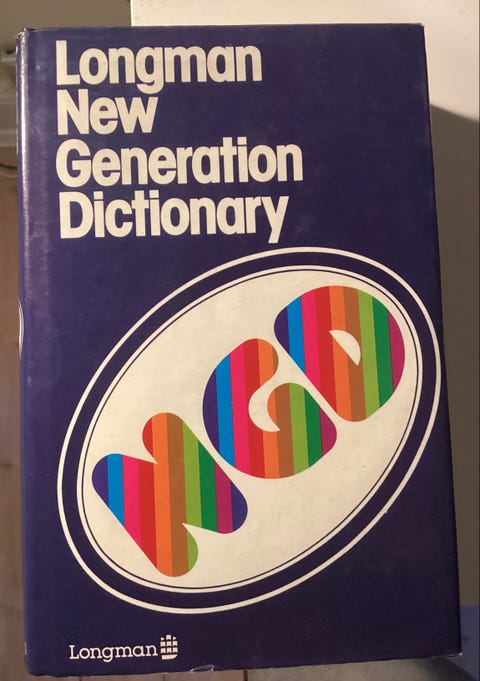 Longman
New
Generation
Dictionary
NGD
Longman